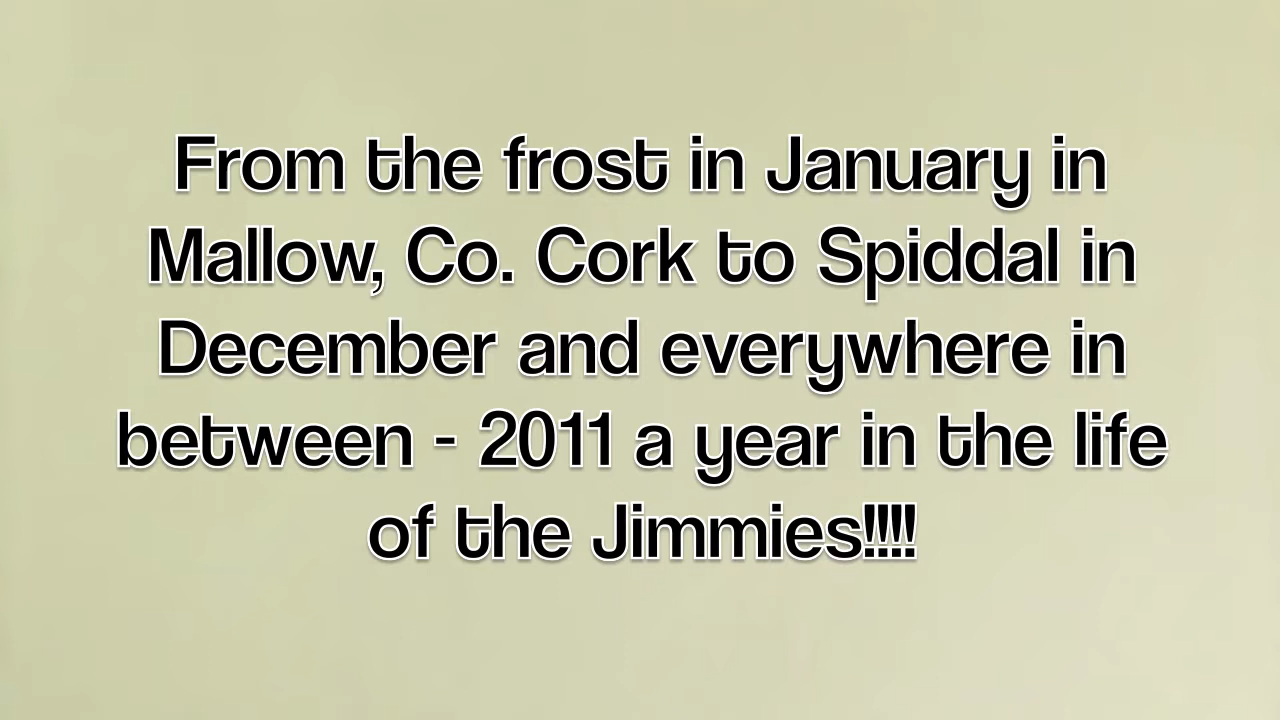 From the frost in January in
Mallow, Co. Cork to Spiddal in
December and everywhere in
between - 2011 a year in the life
of the Jimmies!!!!